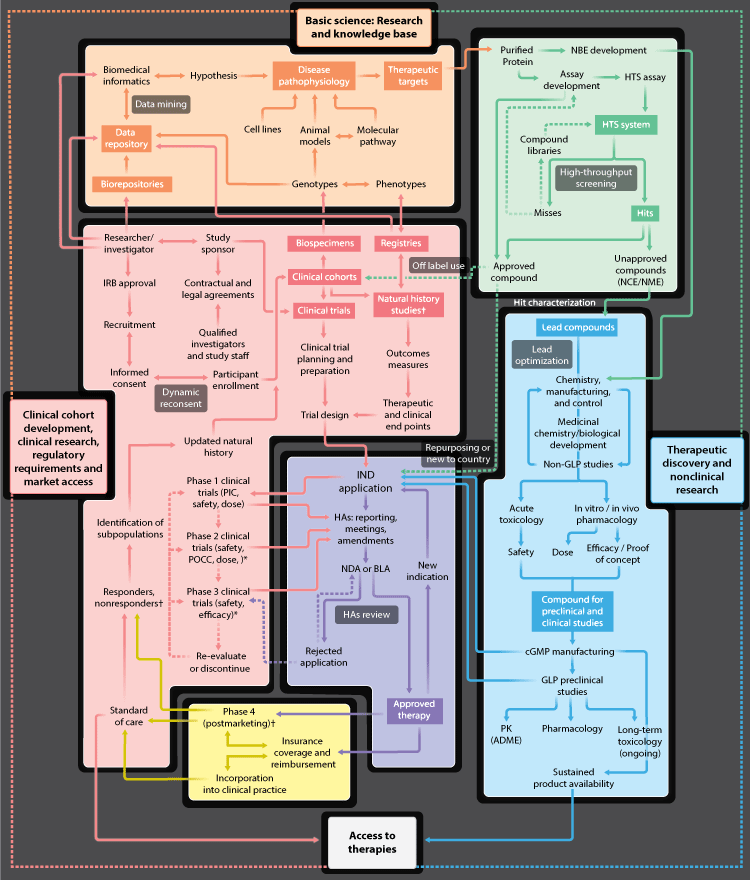 Basic science: Research
and knowledge base
Biomedical
informatics
Hypothesis
Disease
pathophysiology
Therapeutic
targets
Data mining
Data
repository
Cell lines
Animal
models
Molecular
pathway
Biorepositories
Genotypes
Phenotypes
Purified
Protein
NBE development
Assay
development
HTS assay
HTS system
Compound
libraries
High-throughput
screening
Misses
Hits
Approved
compound
Unapproved
compounds
(NCE/NME)
Off label use
Hit characterization
Researcher/
investigator
Study
sponsor
Biospecimens
Registries
IRB approval
Contractual and
legal agreements
Clinical cohorts
Clinical trials
Natural history
studies†
Recruitment
Qualified
investigators
and study staff
Clinical trial
planning and
preparation
Outcomes
measures
Informed
consent
Dynamic
reconsent
Participant
enrollment
Trial design
Therapeutic
and clinical
end points
Clinical cohort
development,
clinical research,
regulatory
requirements and
market access
Updated natural
history
Repurposing or
new to country
Lead compounds
Lead
optimization
Chemistry,
manufacturing,
and control
Medicinal
chemistry/biological
development
Non-GLP studies
Therapeutic
discovery and
nonclinical
research
Phase 1 clinical
trials (PIC,
safety, dose)
IND
application
Identification of
subpopulations
HAs: reporting,
meetings,
amendments
Phase 2 clinical
trials (safety,
POCC, dose, )*
NDA or BLA
New
indication
Responders,
nonresponders†
Phase 3 clinical
trials (safety,
efficacy)*
HAs review
Re-evaluate
or discontinue
Rejected
application
Acute
toxicology
In vitro / in vivo
pharmacology
Safety
Dose
Efficacy / Proof
of concept
Compound for
preclinical and
clinical studies
cGMP manufacturing
GLP preclinical
studies
Standard
of care
Phase 4
(postmarketing)†
Approved
therapy
Insurance
coverage and
reimbursement
Incorporation
into clinical practice
PK
(ADME)
Pharmacology
Long-term
toxicology
(ongoing)
Sustained
product availability
Access to
therapies